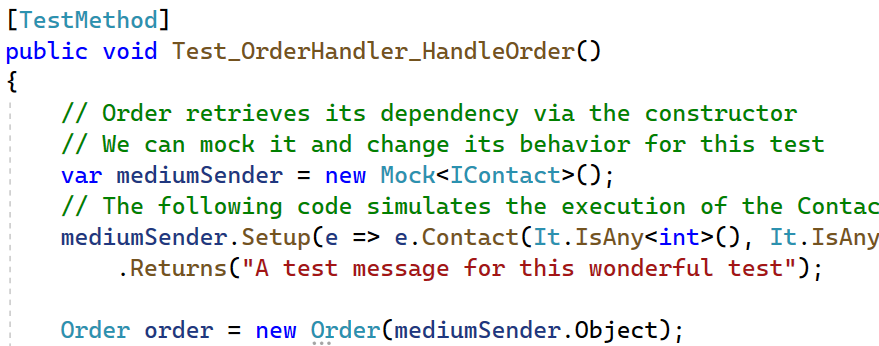 [TestMethod]
public void Test_OrderHandler_HandleOrder()
{
// Order retrieves its dependency via the constructor
// We can mock it and change its behavior for this test
var mediumSender = new Mock<IContact>();
// The following code simulates the execution of the Contac
mediumSender.Setup(e => e.Contact(It.IsAny<int>(), It.IsAny
.Returns("A test message for this wonderful test");
Order order = new Order(mediumSender.Object);